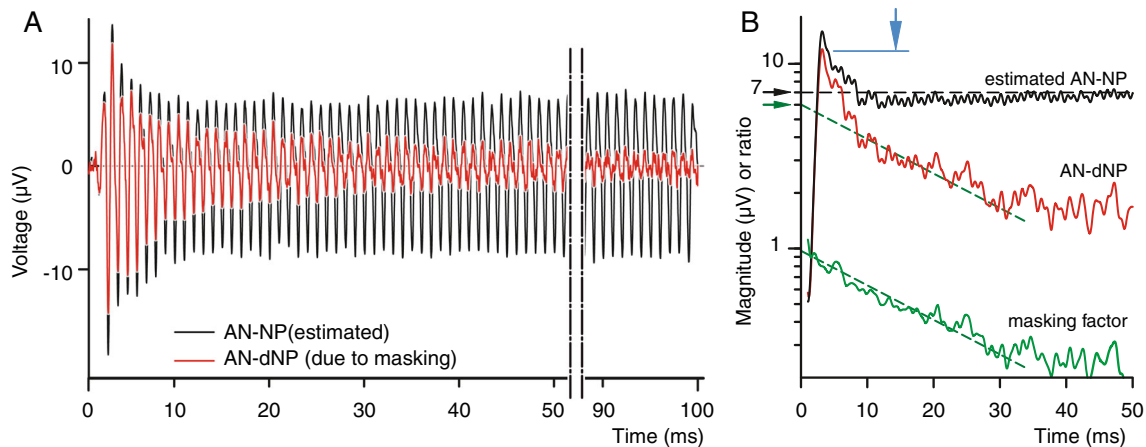 A
Voltage (µV)
10
0
-10
AN-NP(estimated)
AN-dNP (due to masking)
0 10 20 30 40 50 90 100
Time (ms)
B
Magnitude (µV) or ratio
10
7
1
estimated AN-NP
AN-dNP
masking factor
0 10 20 30 40 50
Time (ms)